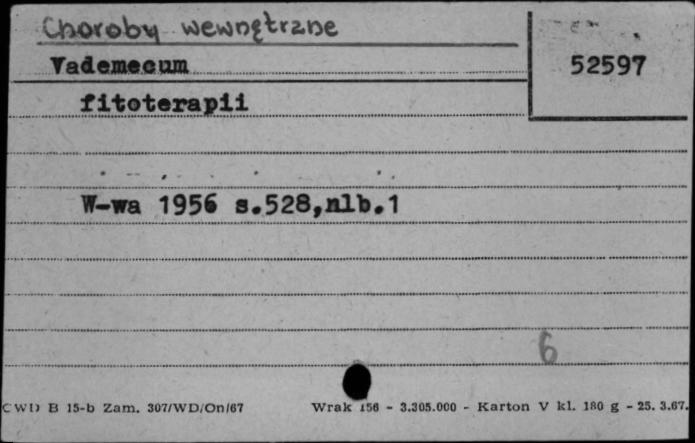 Choroby wewnętrzne
Vademecum
52597
fitoterapii
W-wa 1956 s.528,nlb.1
6
CWD B 15-b Zam. 307/WD/On/67 Wrak 156 - 3.305.000 - Karton V kl. 180 g - 25. 3.67.